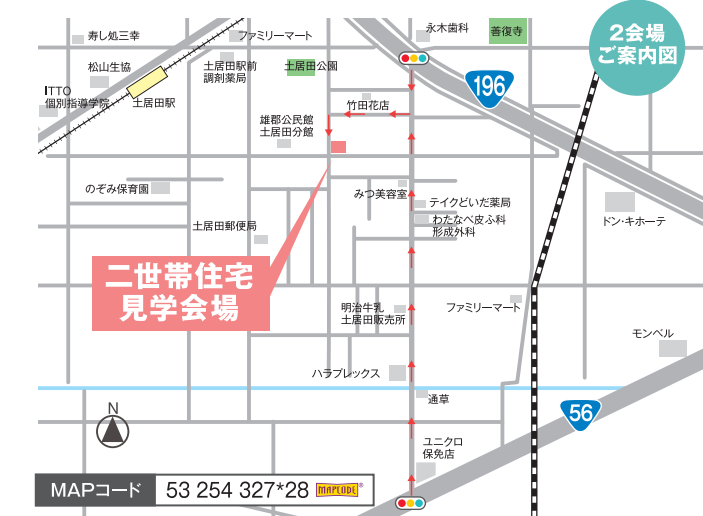 寿し処三幸
ファミリーマート
永木歯科
善復寺
2会場
ご案内図
松山生協
土居田駅前
調剤薬局
土居田公園
ITTO
個別指導学院
土居田駅
196
竹田花店
雄郡公民館
土居田分館
のぞみ保育園
みつ美容室
テイクどいだ薬局
わたなべ皮ふ科
形成外科
ドン・キホーテ
土居田郵便局
二世帯住宅
見学会場
明治牛乳
土居田販売所
ファミリーマート
モンベル
ハラプレックス
通草
56
N
ユニクロ
保免店
MAPコード
53 254 327*28
MAPCODE®